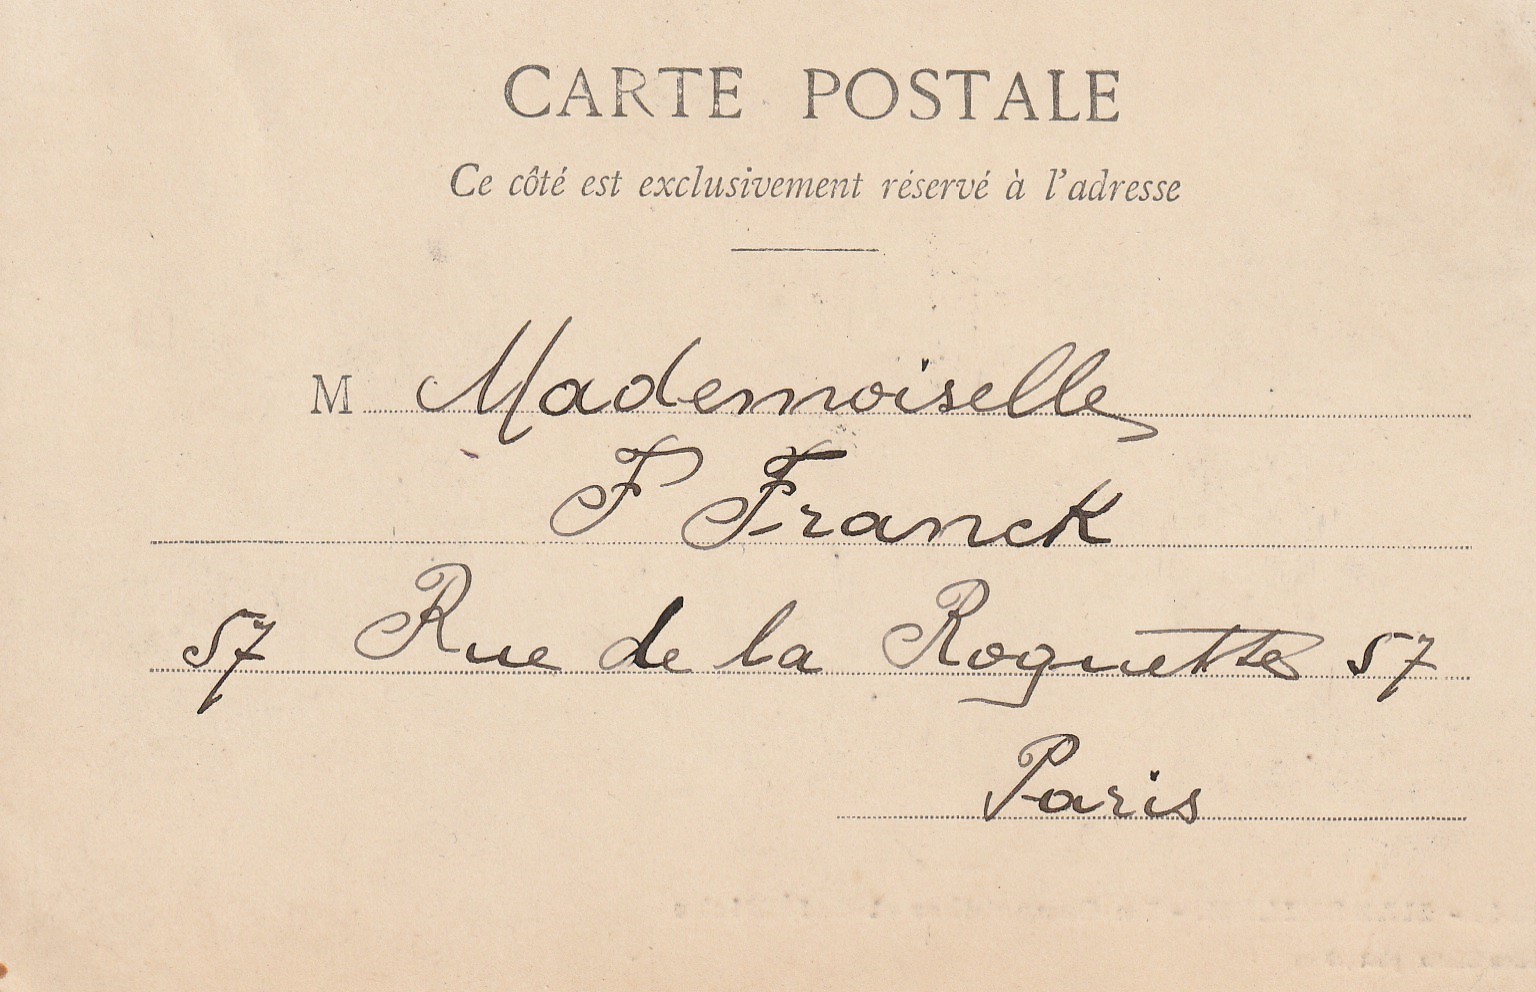 CARTE POSTALE
Ce côté est exclusivement réservé à l'adresse
M Mademoiselle
F Franck
57 Rue de la Roquette 57
Paris